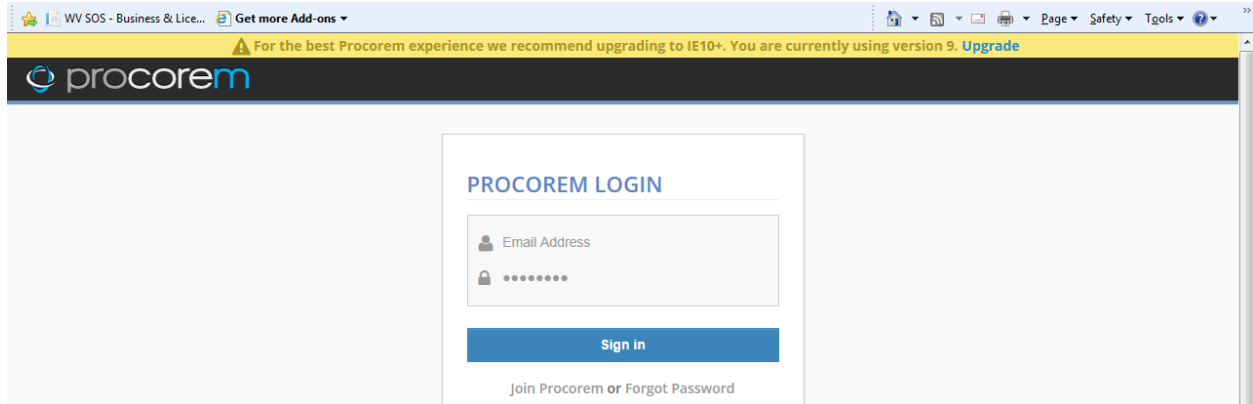 WV SOS - Business & Lice... Get more Add-ons ▾ Page ▾ Safety ▾ Tools ▾ »
For the best Procorem experience we recommend upgrading to IE10+. You are currently using version 9. Upgrade
procorem
PROCOREM LOGIN
Email Address
••••••••
Sign in
Join Procorem or Forgot Password